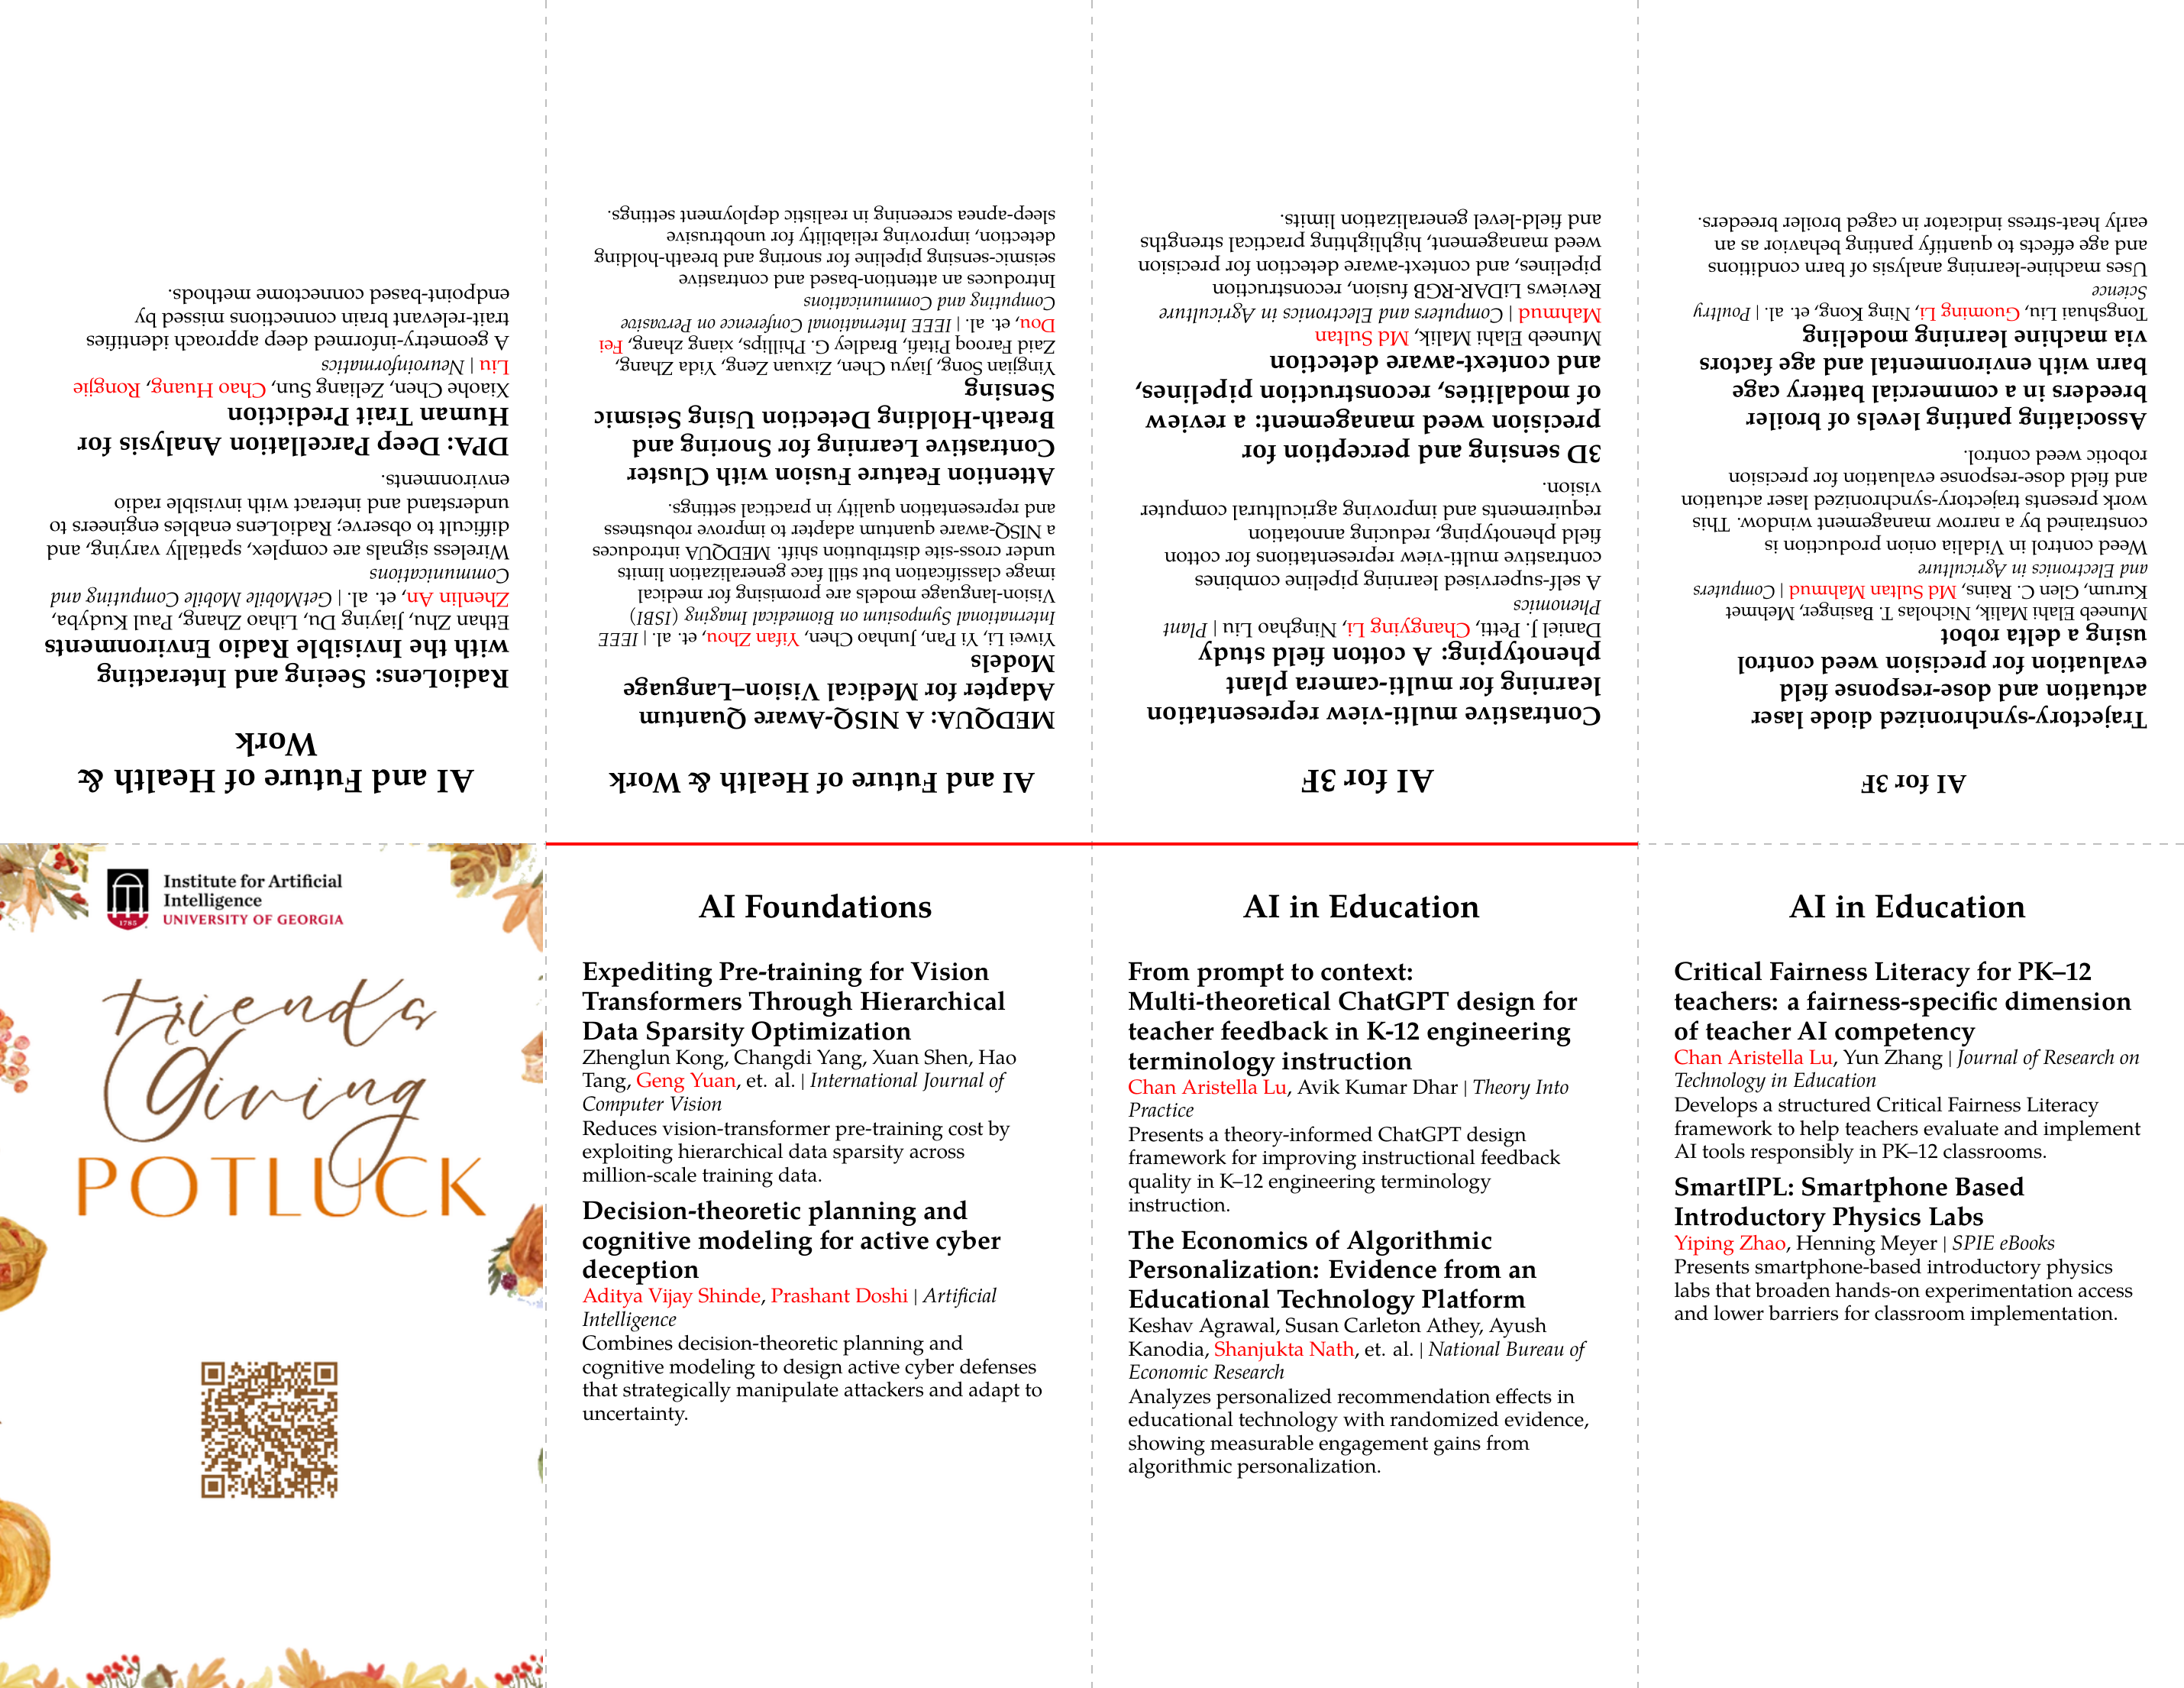 Institute for Artificial
Intelligence
UNIVERSITY OF GEORGIA
1785
Friends
Giving
POTLUCK
AI Foundations
Expediting Pre-training for Vision
Transformers Through Hierarchical
Data Sparsity Optimization
Zhenglun Kong, Changdi Yang, Xuan Shen, Hao
Tang, Geng Yuan, et. al. | International Journal of
Computer Vision
Reduces vision-transformer pre-training cost by
exploiting hierarchical data sparsity across
million-scale training data.
Decision-theoretic planning and
cognitive modeling for active cyber
deception
Aditya Vijay Shinde, Prashant Doshi | Artificial
Intelligence
Combines decision-theoretic planning and
cognitive modeling to design active cyber defenses
that strategically manipulate attackers and adapt to
uncertainty.
AI in Education
From prompt to context:
Multi-theoretical ChatGPT design for
teacher feedback in K-12 engineering
terminology instruction
Chan Aristella Lu, Avik Kumar Dhar | Theory Into
Practice
Presents a theory-informed ChatGPT design
framework for improving instructional feedback
quality in K–12 engineering terminology
instruction.
The Economics of Algorithmic
Personalization: Evidence from an
Educational Technology Platform
Keshav Agrawal, Susan Carleton Athey, Ayush
Kanodia, Shanjukta Nath, et. al. | National Bureau of
Economic Research
Analyzes personalized recommendation effects in
educational technology with randomized evidence,
showing measurable engagement gains from
algorithmic personalization.
AI in Education
Critical Fairness Literacy for PK–12
teachers: a fairness-specific dimension
of teacher AI competency
Chan Aristella Lu, Yun Zhang | Journal of Research on
Technology in Education
Develops a structured Critical Fairness Literacy
framework to help teachers evaluate and implement
AI tools responsibly in PK–12 classrooms.
SmartIPL: Smartphone Based
Introductory Physics Labs
Yiping Zhao, Henning Meyer | SPIE eBooks
Presents smartphone-based introductory physics
labs that broaden hands-on experimentation access
and lower barriers for classroom implementation.
AI for 3F
Trajectory-synchronized diode laser
actuation and dose-response field
evaluation for precision weed control
using a delta robot
Muneeb Elahi Malik, Nicholas T. Basinger, Mehmet
Kurun, Glen C. Rains, Md Sultan Mahmud | Computers
and Electronics in Agriculture
Weed control in Vidalia onion production is
constrained by a narrow management window. This
work presents trajectory-synchronized laser actuation
and field dose-response evaluation for precision
robotic weed control.
Associating panting levels of broiler
breeders in a commercial battery cage
barn with environmental and age factors
via machine learning modeling
Tongshuai Liu, Guoming Li, Ning Kong, et. al. | Poultry
Science
Uses machine-learning analysis of barn conditions
and age effects to quantify panting behavior as an
early heat-stress indicator in caged broiler breeders.
AI for 3F
Contrastive multi-view representation
learning for multi-camera plant
phenotyping: A cotton field study
Daniel J. Petti, Changying Li, Ninghao Liu | Plant
Phenomics
A self-supervised learning pipeline combines
contrastive multi-view representations for cotton
field phenotyping, reducing annotation
requirements and improving agricultural computer
vision.
3D sensing and perception for
precision weed management: a review
of modalities, reconstruction pipelines,
and context-aware detection
Muneeb Elahi Malik, Md Sultan
Mahmud | Computers and Electronics in Agriculture
Reviews LiDAR-RGB fusion, reconstruction
pipelines, and context-aware detection for precision
weed management, highlighting practical strengths
and field-level generalization limits.
AI and Future of Health & Work
MEDQUA: A NISQ-Aware Quantum
Adapter for Medical Vision–Language
Models
Yiwei Li, Yi Pan, Junhao Chen, Yifan Zhou, et. al. | IEEE
International Symposium on Biomedical Imaging (ISBI)
Vision-language models are promising for medical
image classification but still face generalization limits
under cross-site distribution shift. MEDQUA introduces
a NISQ-aware quantum adapter to improve robustness
and representation quality in practical settings.
Attention Feature Fusion with Cluster
Contrastive Learning for Snoring and
Breath-Holding Detection Using Seismic
Sensing
Yingjian Song, Jiayu Chen, Zixuan Zeng, Yida Zhang,
Zaid Farooq Pitafi, Bradley G. Phillips, xiang zhang, Fei
Dou, et. al. | IEEE International Conference on Pervasive
Computing and Communications
Introduces an attention-based and contrastive
seismic-sensing pipeline for snoring and breath-holding
detection, improving reliability for unobtrusive
sleep-apnea screening in realistic deployment settings.
AI and Future of Health &
Work
RadioLens: Seeing and Interacting
with the Invisible Radio Environments
Ethan Zhu, Jiaying Du, Lihao Zhang, Paul Kudyba,
Zhenlin An, et. al. | GetMobile Mobile Computing and
Communications
Wireless signals are complex, spatially varying, and
difficult to observe; RadioLens enables engineers to
understand and interact with invisible radio
environments.
DPA: Deep Parcellation Analysis for
Human Trait Prediction
Xiaohe Chen, Zeliang Sun, Chao Huang, Rongjie
Liu | Neuroinformatics
A geometry-informed deep approach identifies
trait-relevant brain connections missed by
endpoint-based connectome methods.